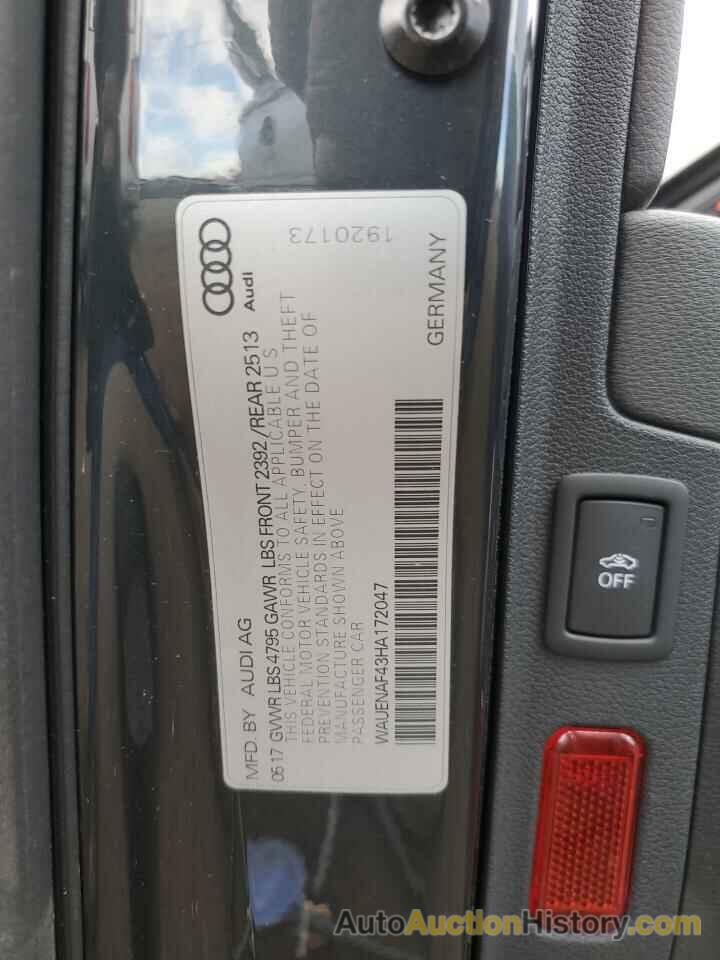 MFD. BY AUDI AG
05 17 GVWR LBS 4795 GAWR LBS FRONT 2392 / REAR 2513
THIS VEHICLE CONFORMS TO ALL APPLICABLE U S
FEDERAL MOTOR VEHICLE SAFETY, BUMPER AND THEFT
PREVENTION STANDARDS IN EFFECT ON THE DATE OF
MANUFACTURE SHOWN ABOVE
PASSENGER CAR
WAUENAF43HA172047
Audi
1920173
GERMANY
OFF
AutoAuctionHistory.com